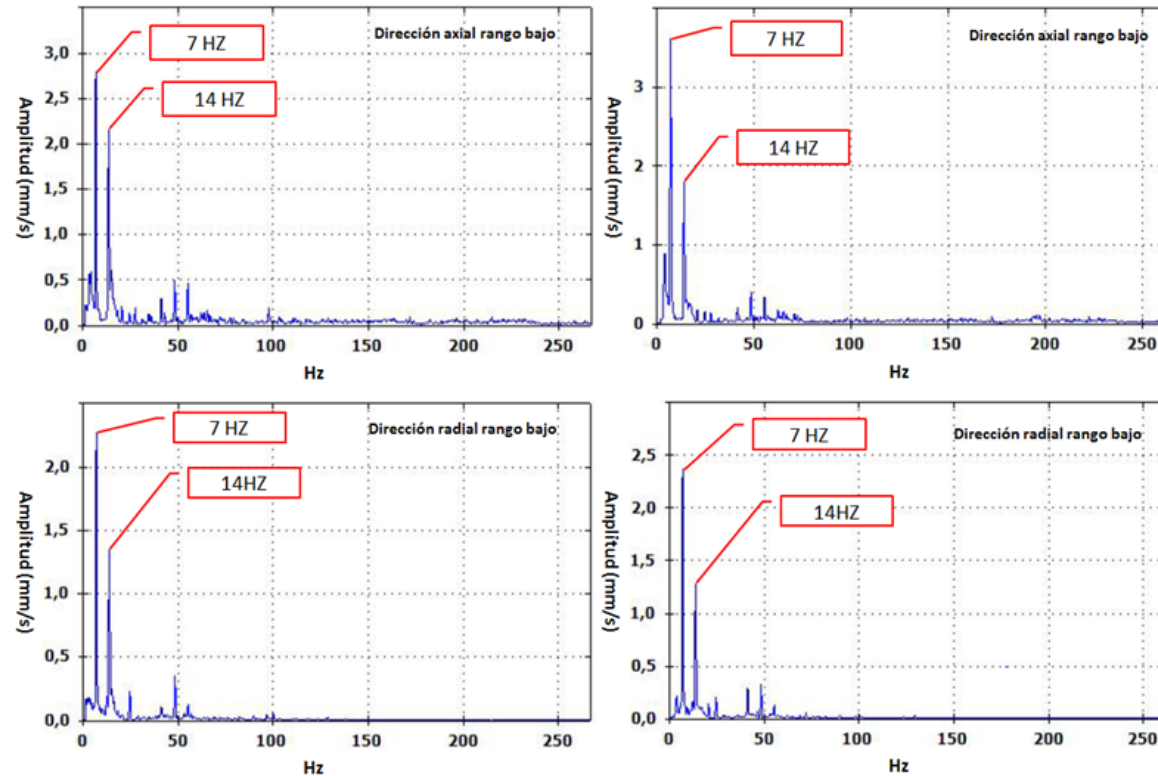 Dirección axial rango bajo
7 HZ
14 HZ
Amplitud (mm/s)
3,0
2,5
2,0
1,5
1,0
0,5
0,0
0
50
100
150
200
250
Hz
Dirección axial rango bajo
7 HZ
14 HZ
Amplitud (mm/s)
3
2
1
0
0
50
100
150
200
250
Hz
Dirección radial rango bajo
7 HZ
14HZ
Amplitud (mm/s)
2,0
1,5
1,0
0,5
0,0
0
50
100
150
200
250
Hz
Dirección radial rango bajo
7 HZ
14HZ
Amplitud (mm/s)
2,5
2,0
1,5
1,0
0,5
0,0
0
50
100
150
200
250
Hz